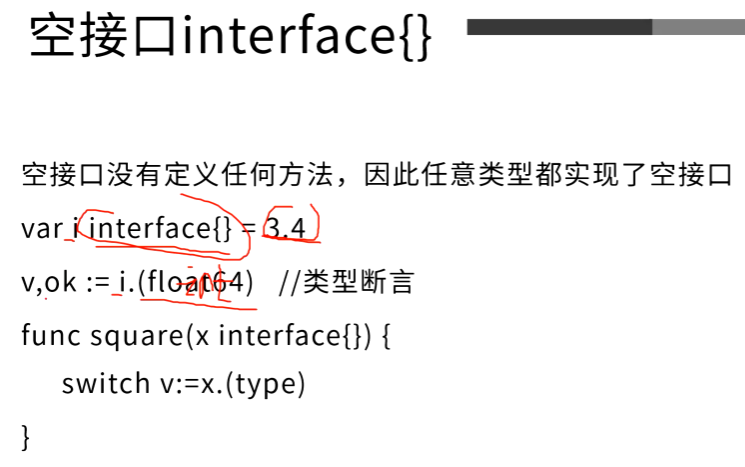 空接口interface{}
空接口没有定义任何方法，因此任意类型都实现了空接口
var i interface{} = 3.4
v,ok := i.(float64) //类型断言
int
func square(x interface{}) {
switch v:=x.(type)
}